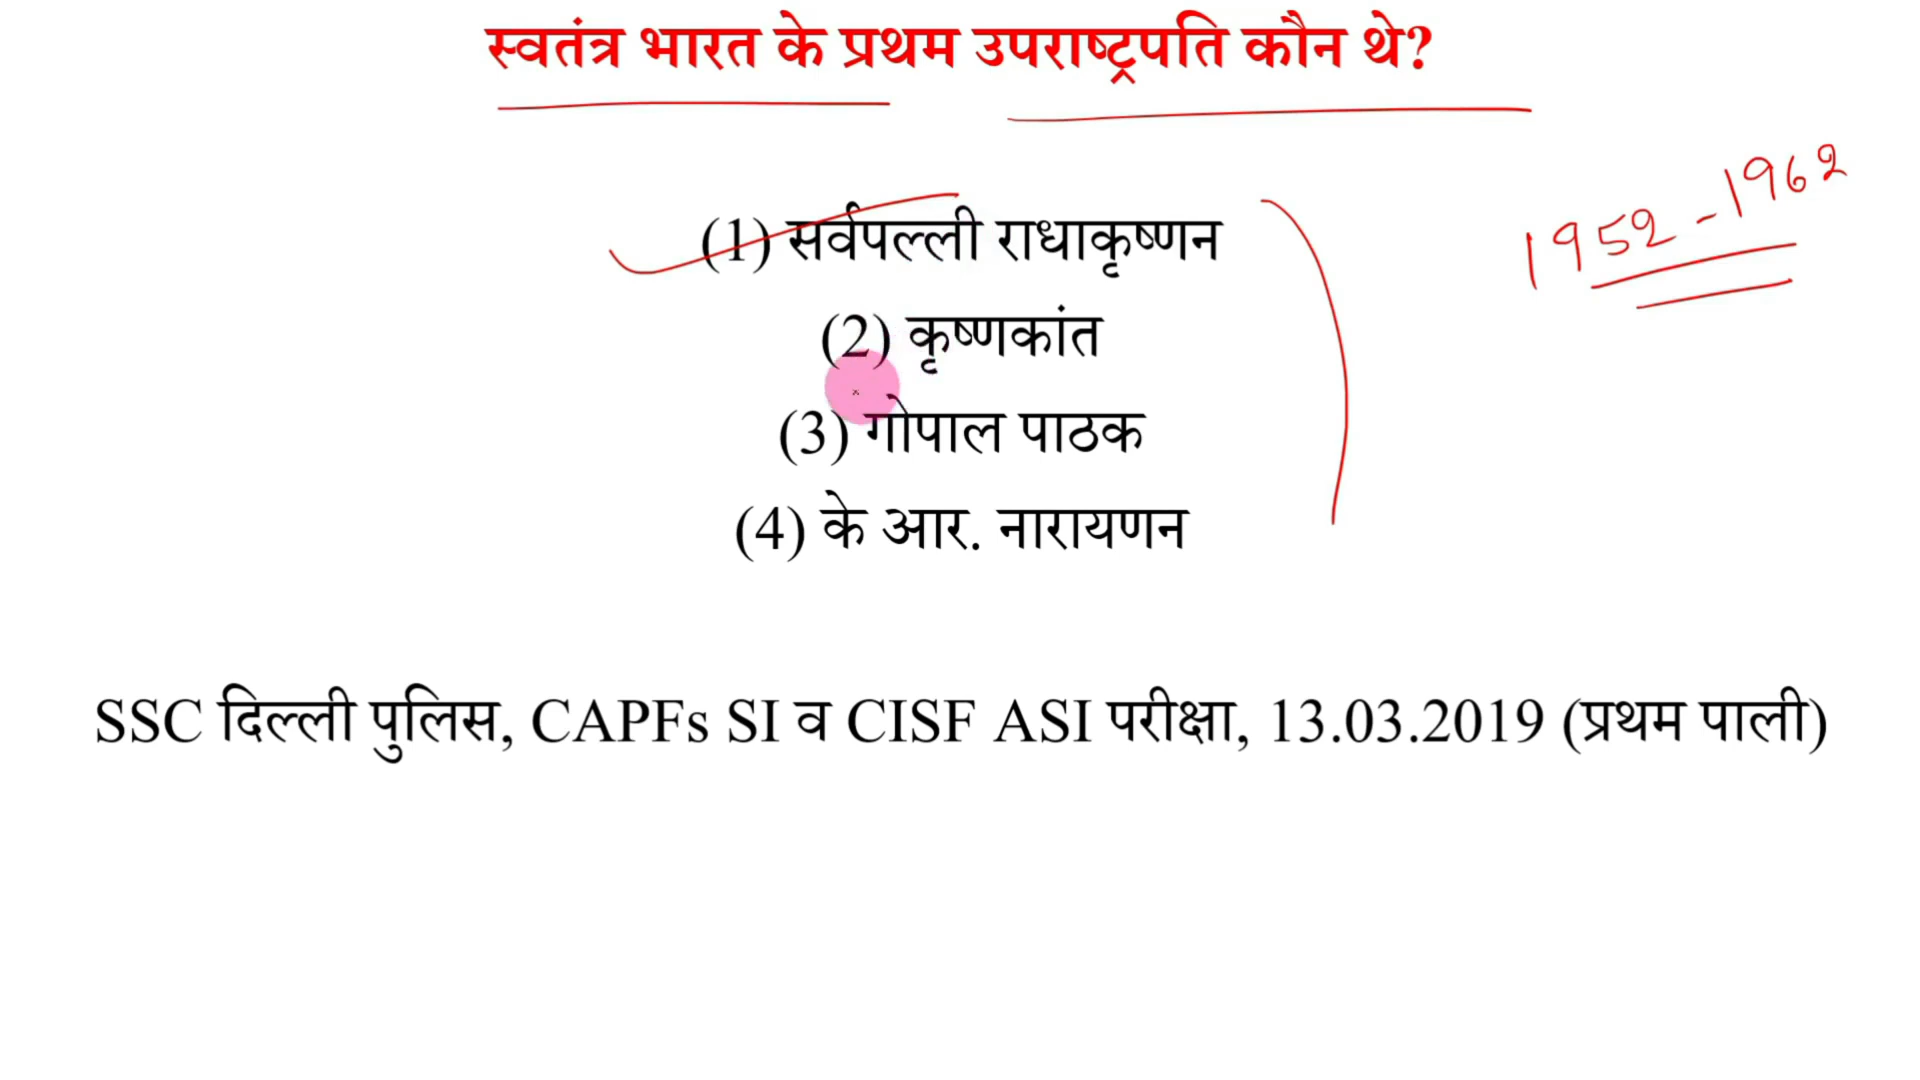 स्वतंत्र भारत के प्रथम उपराष्ट्रपति कौन थे?
1952 - 1962
(1) सर्वपल्ली राधाकृष्णन
(2) कृष्णकांत
(3) गोपाल पाठक
(4) के आर. नारायणन
SSC दिल्ली पुलिस, CAPFs SI व CISF ASI परीक्षा, 13.03.2019 (प्रथम पाली)